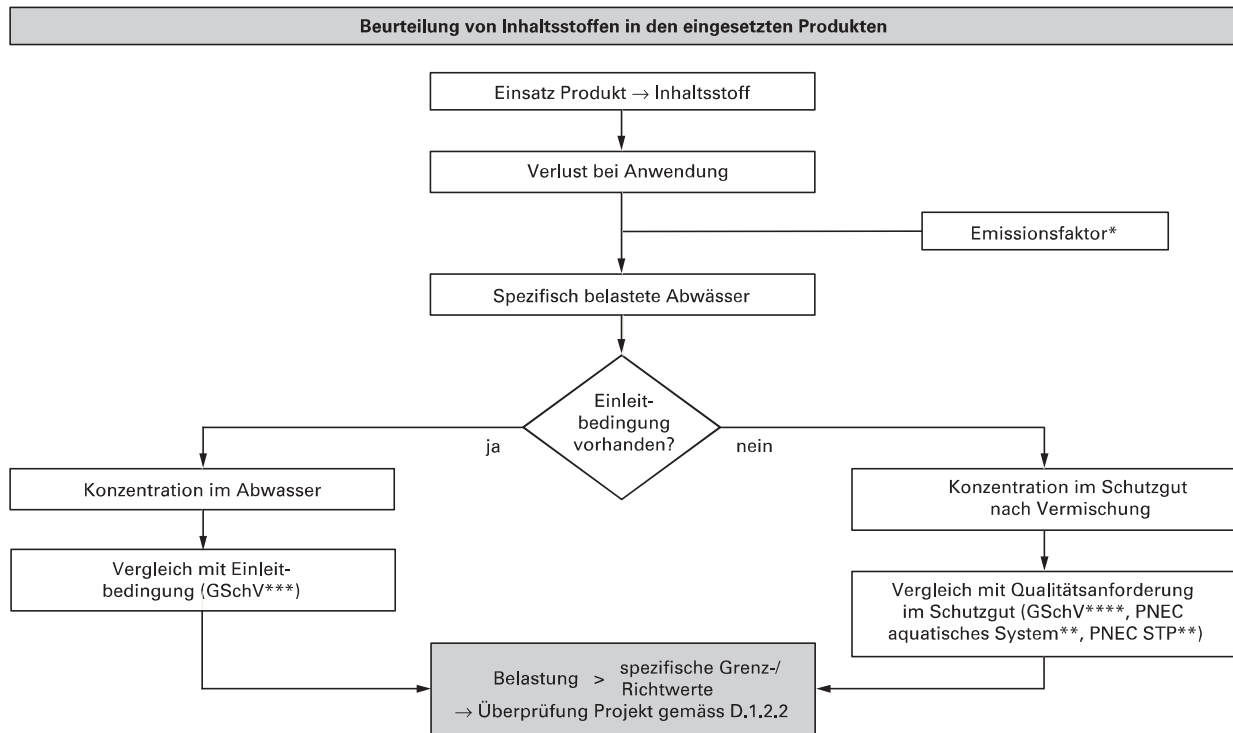 Beurteilung von Inhaltsstoffen in den eingesetzten Produkten
Einsatz Produkt → Inhaltsstoff
Verlust bei Anwendung
Emissionsfaktor*
Spezifisch belastete Abwässer
Einleit-
bedingung
vorhanden?
ja
nein
Konzentration im Abwasser
Konzentration im Schutzgut
nach Vermischung
Vergleich mit Einleit-
bedingung (GSchV***)
Vergleich mit Qualitätsanforderung
im Schutzgut (GSchV****, PNEC
aquatisches System**, PNEC STP**)
Belastung > spezifische Grenz-/
Richtwerte
→ Überprüfung Projekt gemäss D.1.2.2